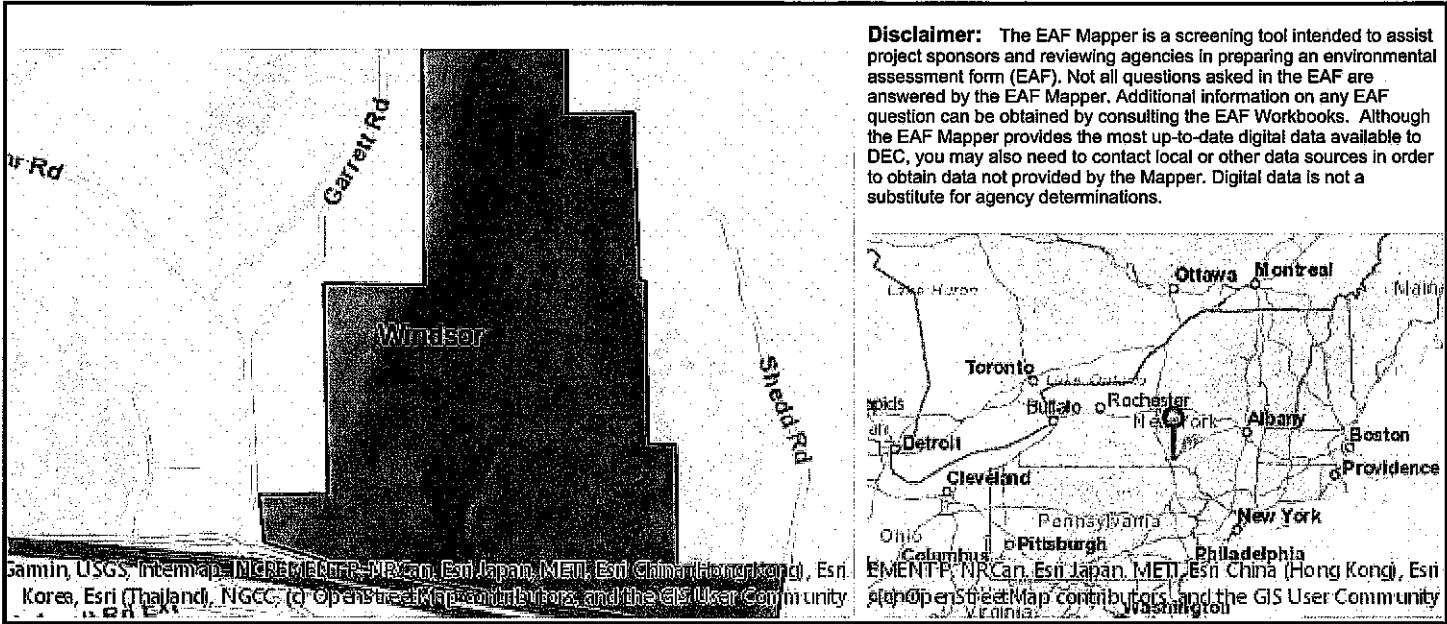 Disclaimer: The EAF Mapper is a screening tool intended to assist
project sponsors and reviewing agencies in preparing an environmental
assessment form (EAF). Not all questions asked in the EAF are
answered by the EAF Mapper. Additional information on any EAF
question can be obtained by consulting the EAF Workbooks. Although
the EAF Mapper provides the most up-to-date digital data available to
DEC, you may also need to contact local or other data sources in order
to obtain data not provided by the Mapper. Digital data is not a
substitute for agency determinations.
Garrett Rd
Rd
Windsor
Shedd Rd
Garmin, USGS, Intermap, INCREMENT P, NRCan, Esri Japan, METI, Esri China (Hong Kong), Esri
Korea, Esri (Thailand), NGCC, (c) OpenStreetMap contributors, and the GIS User Community
Ottawa
Montreal
Lake Huron
Toronto
Lake Ontario
Rochester
Buffalo
New York
Albany
Boston
Detroit
Providence
Cleveland
Pennsylvania
New York
Ohio
Pittsburgh
Columbus
Philadelphia
EMENT P, NRCan, Esri Japan, METI, Esri China (Hong Kong), Esri
OpenStreetMap contributors, and the GIS User Community
Virginia
Washington